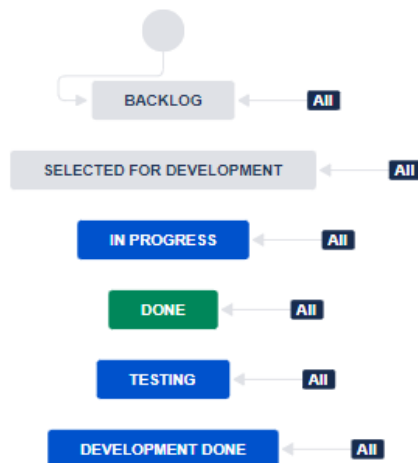 BACKLOG All
SELECTED FOR DEVELOPMENT All
IN PROGRESS All
DONE All
TESTING All
DEVELOPMENT DONE All